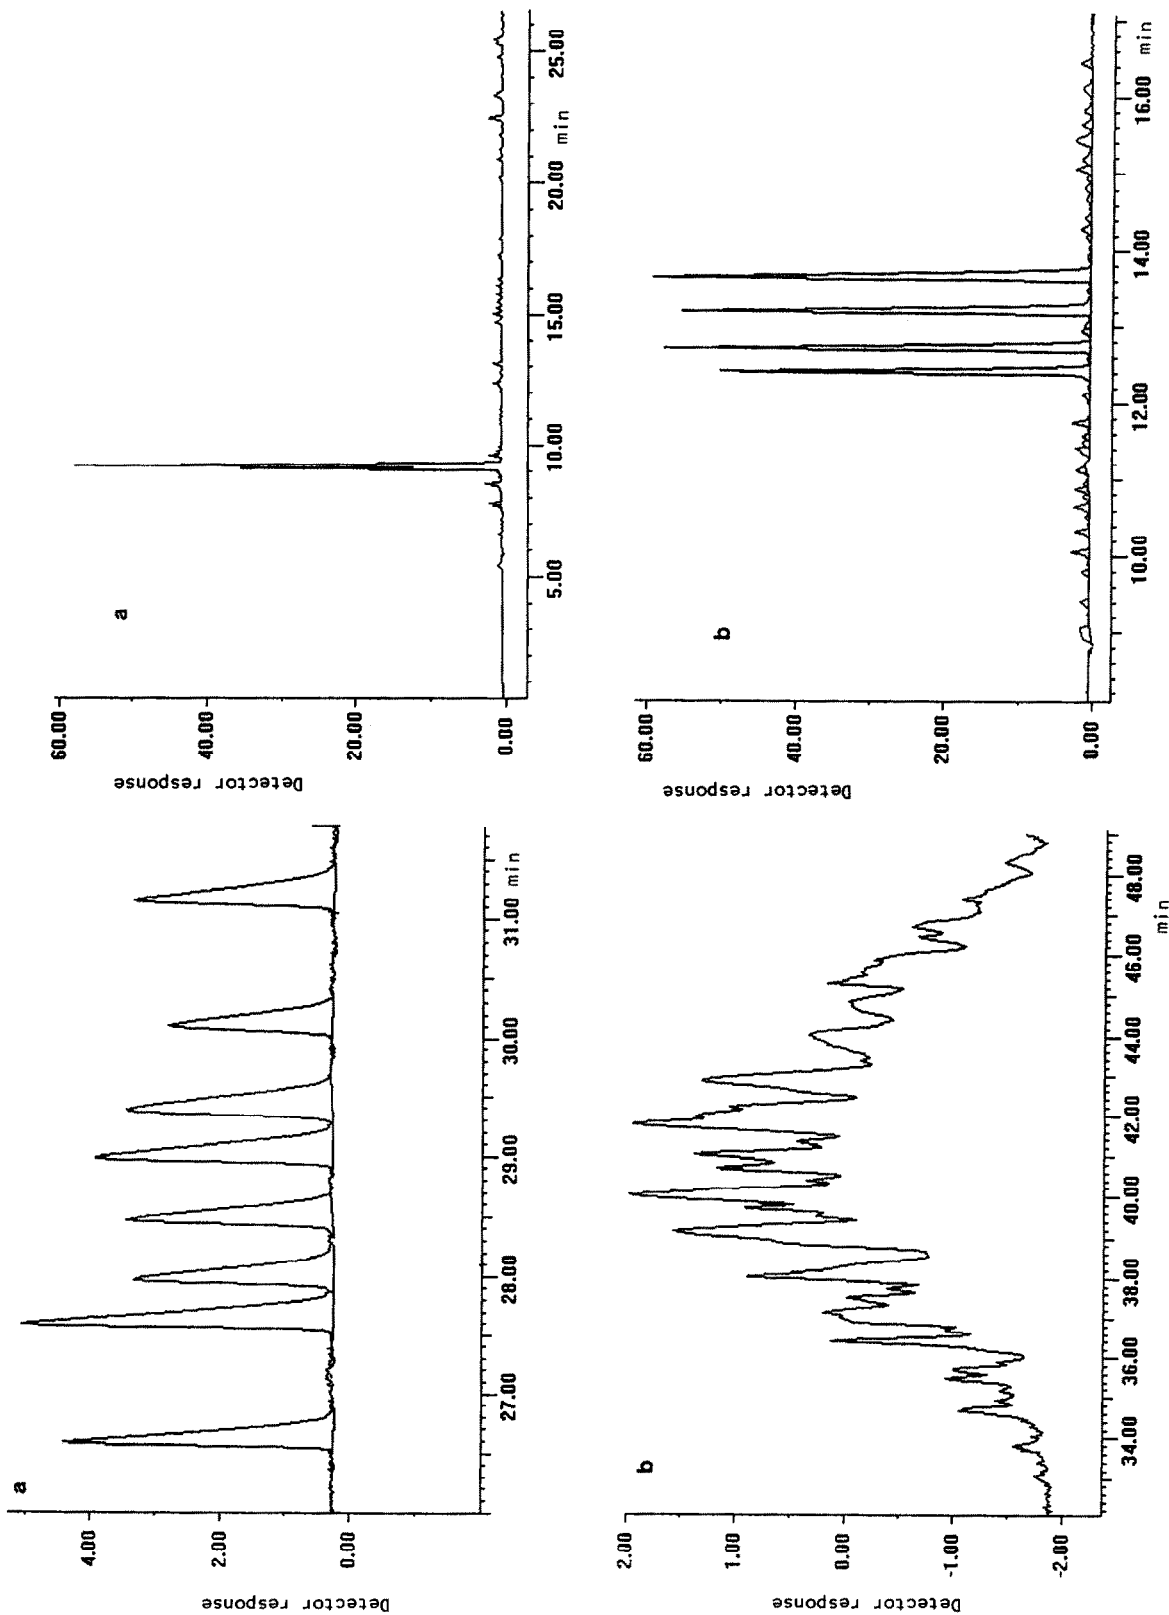 a
Detector response
4.00
2.00
0.00
27.00 28.00 29.00 30.00 31.00 min
a
Detector response
60.00
40.00
20.00
0.00
5.00 10.00 15.00 20.00 min 25.00
b
Detector response
2.00
1.00
0.00
-1.00
-2.00
34.00 36.00 38.00 40.00 42.00 44.00 46.00 48.00
min
b
Detector response
60.00
40.00
20.00
0.00
10.00 12.00 14.00 16.00 min